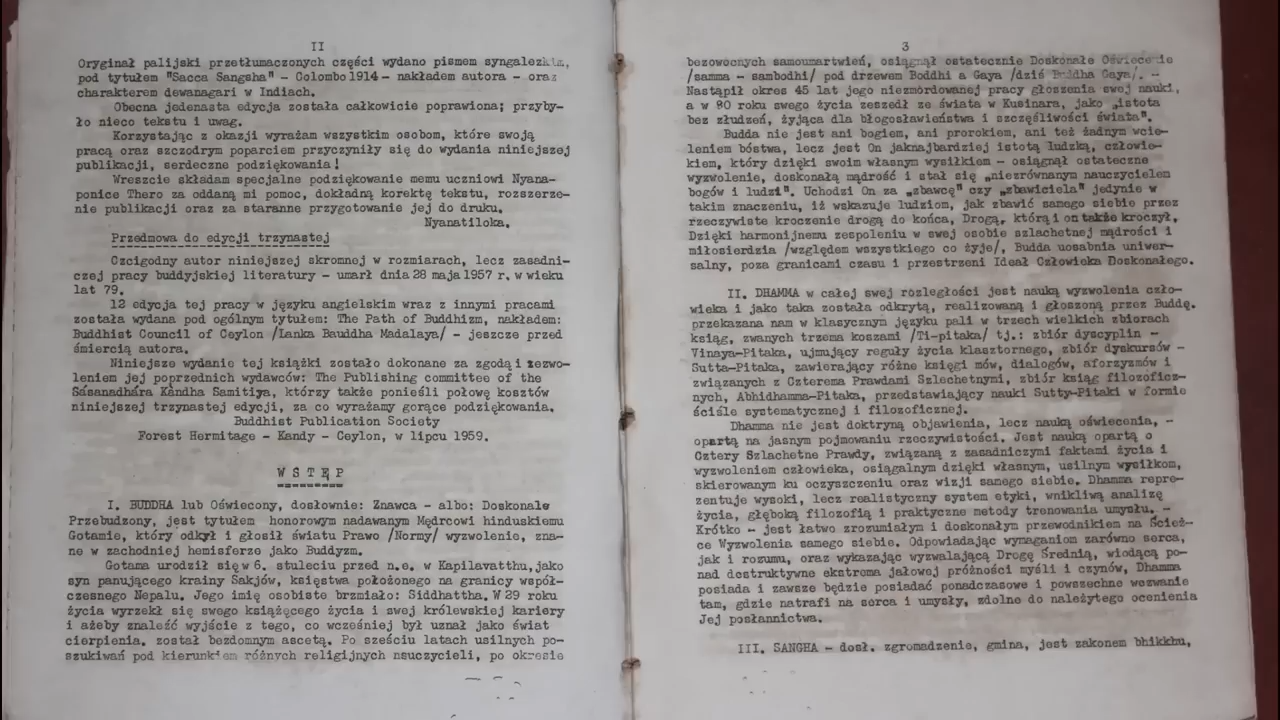 II
Oryginał palijski przetłumaczonych części wydano pismem syngaleskim,
pod tytułem "Sacca Sangaha" - Colombo 1914 - nakładem autora - oraz
charakterem dewanagari w Indiach.
Obecna jedenasta edycja została całkowicie poprawiona; przyby-
ło nieco tekstu i uwag.
Korzystając z okazji wyrażam wszystkim osobom, które swoją
pracą oraz szczodrym poparciem przyczyniły się do wydania niniejszej
publikacji, serdeczne podziękowania!
Wreszcie składam specjalne podziękowanie memu uczniowi Nyana-
ponice Thero za oddaną mi pomoc, dokładną korektę tekstu, rozszerze-
nie publikacji oraz za staranne przygotowanie jej do druku.
Nyanatiloka.
Przedmowa do edycji trzynastej
Czcigodny autor niniejszej skromnej w rozmiarach, lecz zasadni-
czej pracy buddyjskiej literatury - umarł dnia 28 maja 1957 r. w wieku
lat 79.
12 edycja tej pracy w języku angielskim wraz z innymi pracami
została wydana pod ogólnym tytułem: The Path of Buddhizm, nakładem:
Buddhist Council of Ceylon /Lanka Bauddha Madalaya/ - jeszcze przed
śmiercią autora.
Niniejsze wydanie tej książki zostało dokonane za zgodą i zezwo-
leniem jej poprzednich wydawców: The Publishing committee of the
Sásanadhára Kándha Samitiya, którzy także ponieśli połowę kosztów
niniejszej trzynastej edycji, za co wyrażamy gorące podziękowania.
Buddhist Publication Society
Forest Hermitage - Kandy - Ceylon, w lipcu 1959.
W S T Ę P
I. BUDDHA lub Oświecony, dosłownie: Znawca - albo: Doskonale
Przebudzony, jest tytułem honorowym nadawanym Mędrcowi hinduskiemu
Gotamie, który odkył i głosił światu Prawo /Normy/ wyzwolenie, zna-
ne w zachodniej hemisferze jako Buddyzm.
Gotama urodził się w 6. stuleciu przed n.e. w Kapilavatthu, jako
syn panującego krainy Sakjów, księstwa położonego na granicy współ-
czesnego Nepalu. Jego imię osobiste brzmiało: Siddhattha. W 29 roku
życia wyrzekł się swego książęcego życia i swej królewskiej kariery
i ażeby znaleźć wyjście z tego, co wcześniej był uznał jako świat
cierpienia, został bezdomnym ascetą. Po sześciu latach usilnych po-
szukiwań pod kierunkiem różnych religijnych nauczycieli, po okresie
3
bezowocnych samoumartwień, osiągnął ostatecznie Doskonałe Oświecenie
/samma - sambodhi/ pod drzewem Boddhi a Gaya /dziś Buddha Gaya/. -
Nastąpił okres 45 lat jego niezmordowanej pracy głoszenia swej nauki,
a w 80 roku swego życia zeszedł ze świata w Kusinara, jako „istota
bez złudzeń, żyjąca dla błogosławieństwa i szczęśliwości świata".
Budda nie jest ani bogiem, ani prorokiem, ani też żadnym wcie-
leniem bóstwa, lecz jest On jaknajbardziej istotą ludzką, człowie-
kiem, który dzięki swoim własnym wysiłkiem - osiągnął ostateczne
wyzwolenie, doskonałą mądrość i stał się „niezrównanym nauczycielem
bogów i ludzi". Uchodzi On za „zbawcę" czy „zbawiciela" jedynie w
takim znaczeniu, iż wskazuje ludziom, jak zbawić samego siebie przez
rzeczywiste kroczenie drogą do końca, Drogą, którą i on także kroczył.
Dzięki harmonijnemu zespoleniu w swej osobie szlachetnej mądrości i
miłosierdzia /względem wszystkiego co żyje/, Budda uosabnia uniwer-
salny, poza granicami czasu i przestrzeni Ideał Człowieka Doskonałego.
II. DHAMMA w całej swej rozległości jest nauką wyzwolenia czło-
wieka i jako taka została odkrytą, realizowaną i głoszoną przez Buddę.
przekazana nam w klasycznym języku pali w trzech wielkich zbiorach
ksiąg, zwanych trzema koszami /Ti-pitaka/ tj.: zbiór dyscyplin -
Vinaya-Pitaka, ujmujący reguły życia klasztornego, zbiór dyskursów -
Sutta-Pitaka, zawierający różne księgi mów, dialogów, aforyzmów i
związanych z Czterema Prawdami Szlechetnymi, zbiór ksiąg filozoficz-
nych, Abhidhamma-Pitaka, przedstawiający nauki Sutty-Pitaki w formie
ściśle systematycznej i filozoficznej.
Dhamma nie jest doktryną objawienia, lecz nauką oświecenia, -
opartą na jasnym pojmowaniu rzeczywistości. Jest nauką opartą o
Cztery Szlachetne Prawdy, związaną z zasadniczymi faktami życia i
wyzwoleniem człowieka, osiągalnym dzięki własnym, usilnym wysiłkom,
skierowanym ku oczyszczeniu oraz wizji samego siebie. Dhamma repre-
zentuje wysoki, lecz realistyczny system etyki, wnikliwą analizę
życia, głęboką filozofią i praktyczne metody trenowania umysłu. -
Krótko - jest łatwo zrozumiałym i doskonałym przewodnikiem na Ścież-
ce Wyzwolenia samego siebie. Odpowiadając wymaganiom zarówno serca,
jak i rozumu, oraz wykazując wyzwalającą Drogę Średnią, wiodącą po-
nad destruktywne ekstrema jałowej próżności myśli i czynów, Dhamma
posiada i zawsze będzie posiadać ponadczasowe i powszechne wezwanie
tam, gdzie natrafi na serca i umysły, zdolne do należytego ocenienia
Jej posłannictwa.
III. SANGHA - dosł. zgromadzenie, gmina, jest zakonem bhikkhu,